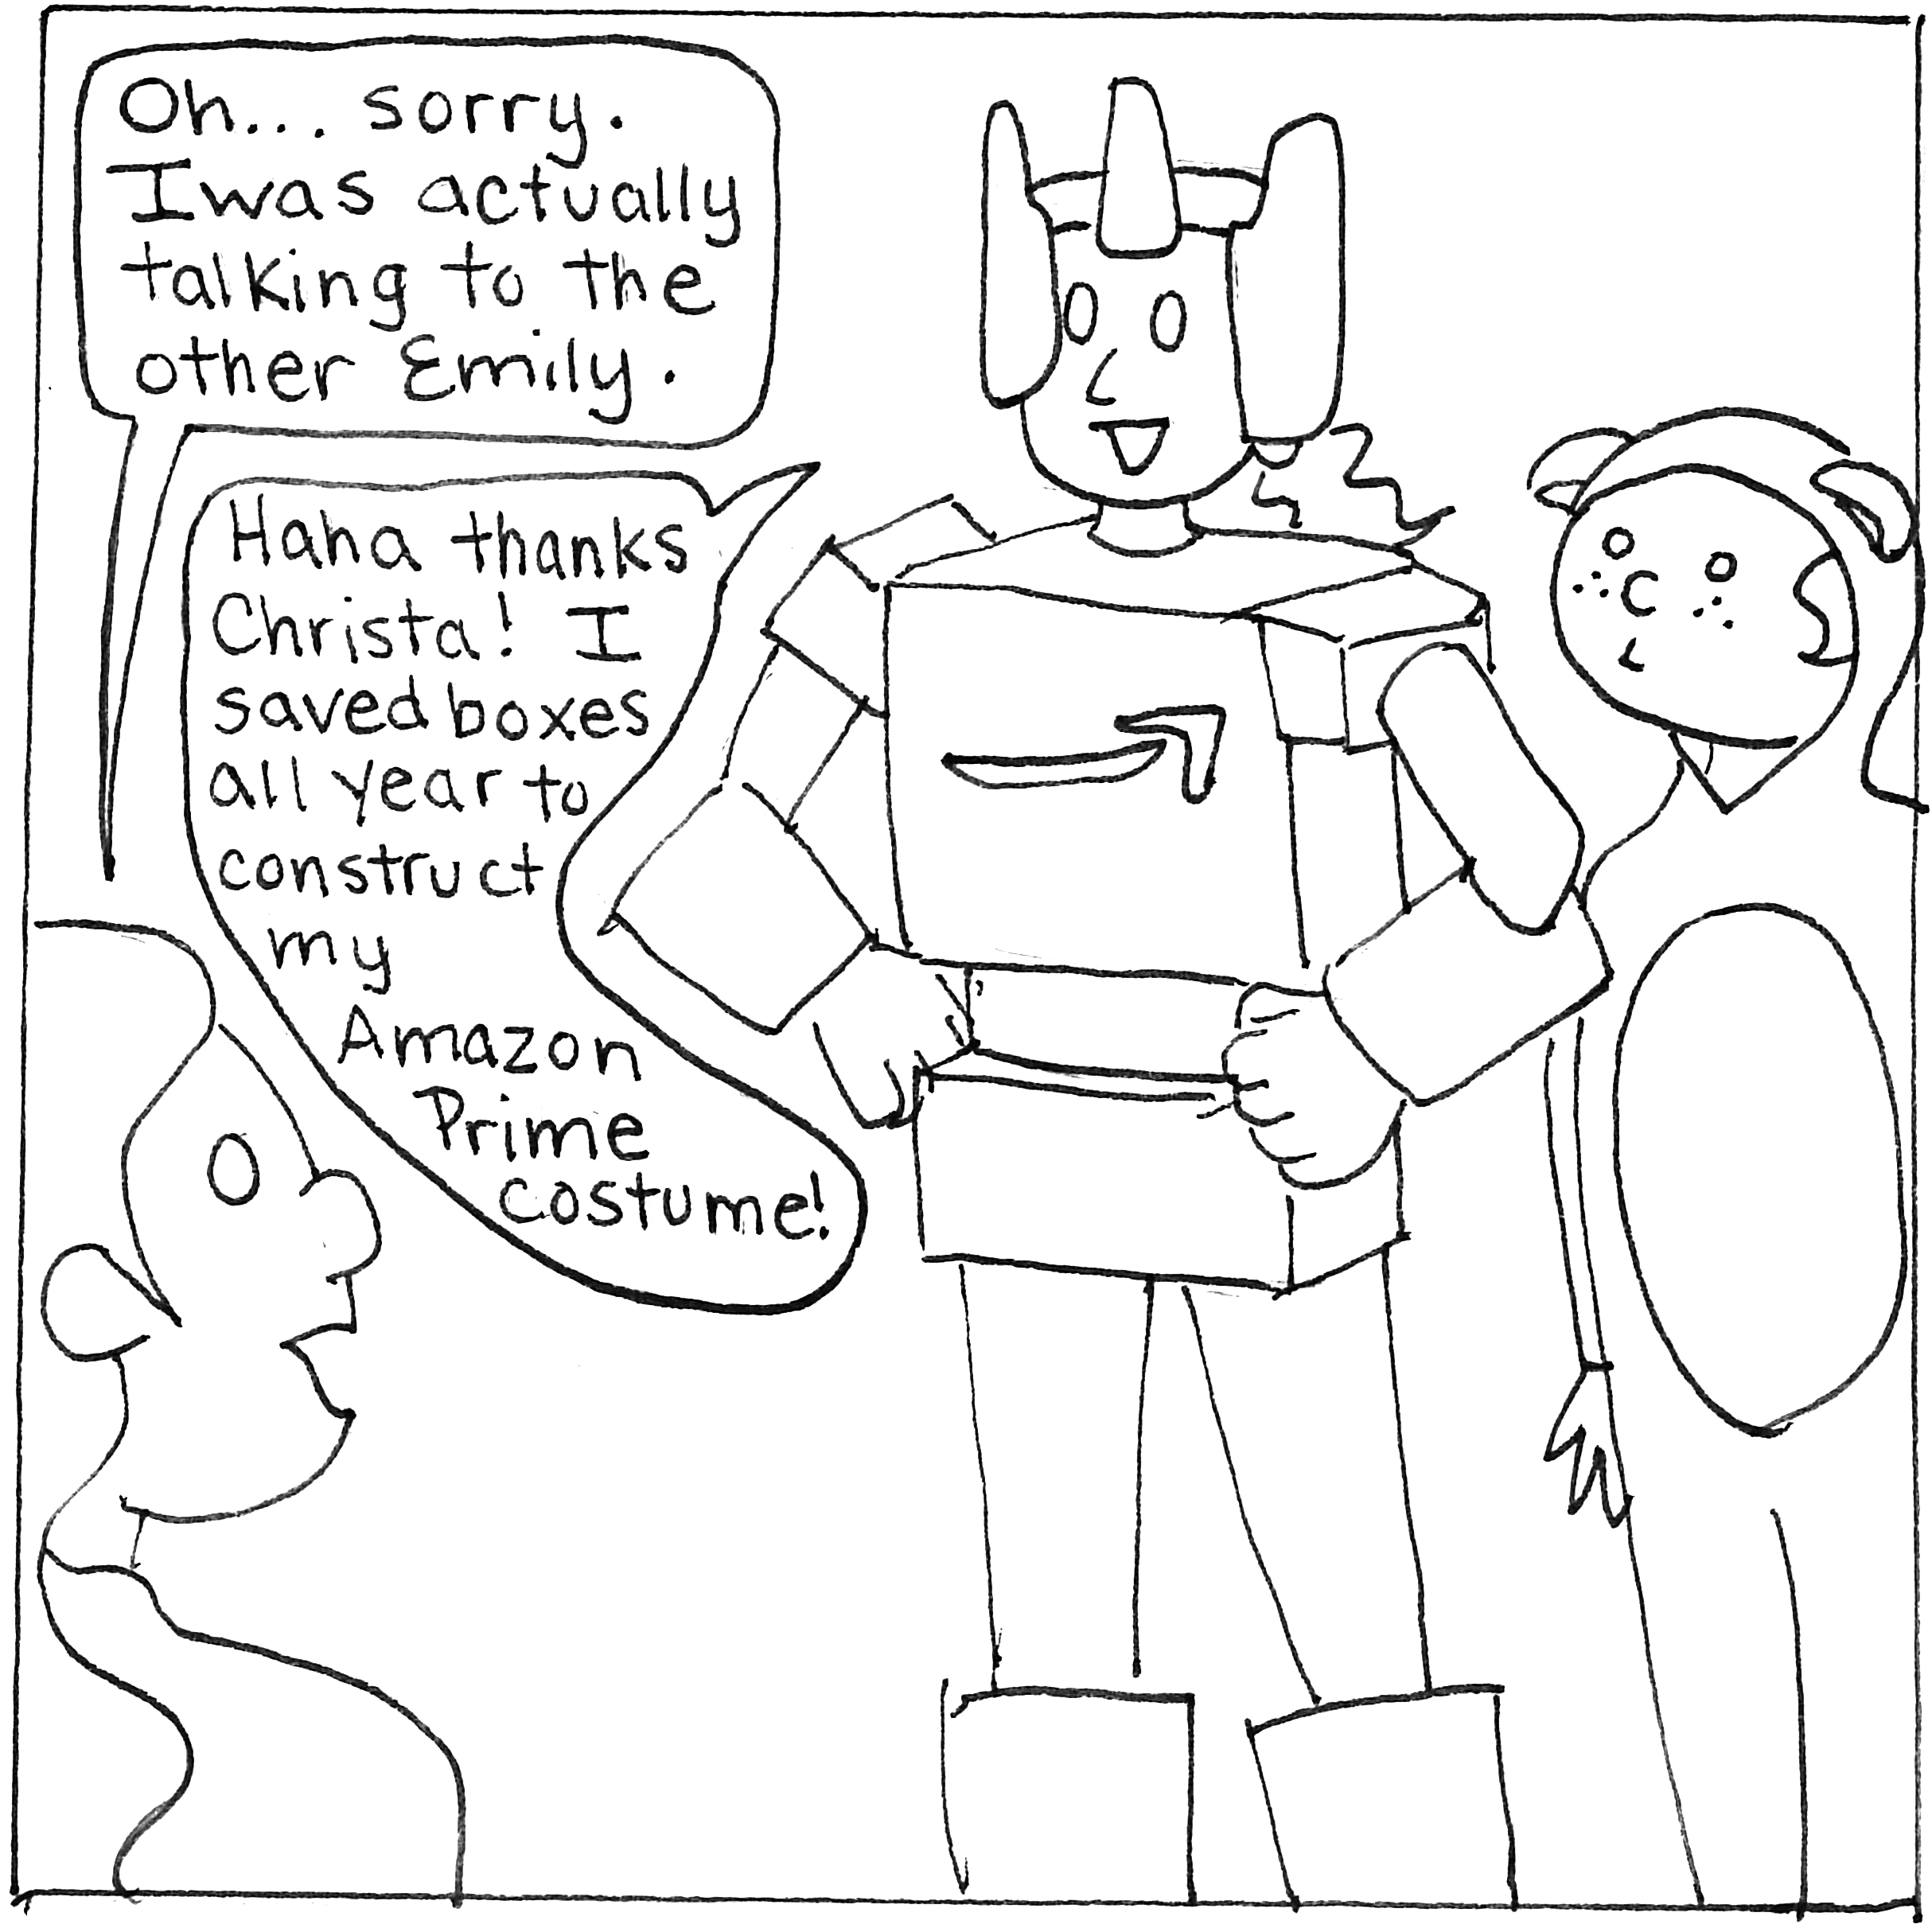 Oh... sorry.
I was actually
talking to the
other Emily.
Haha thanks
Christa! I
saved boxes
all year to
construct
my
Amazon
Prime
costume!